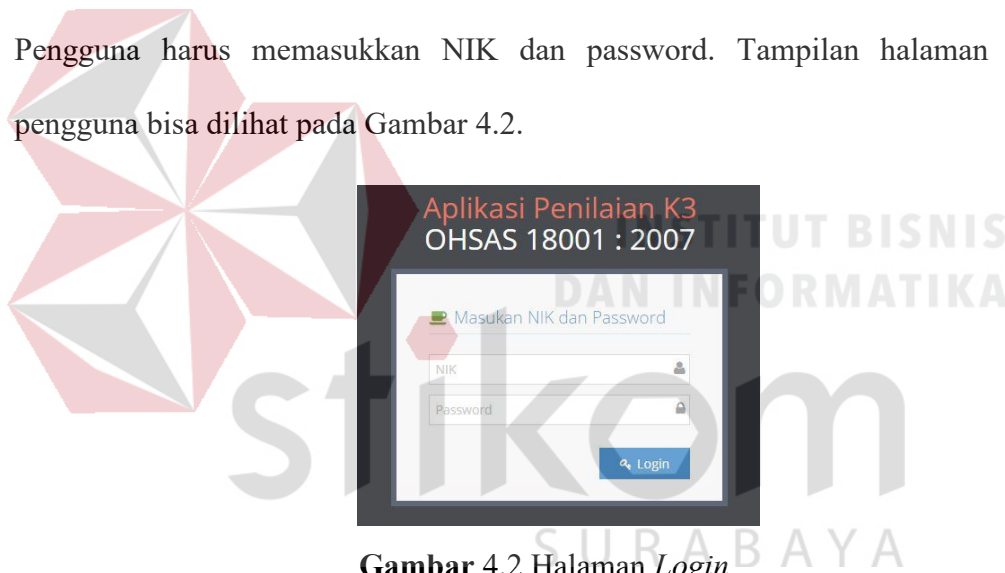 Pengguna harus memasukkan NIK dan password. Tampilan halaman
pengguna bisa dilihat pada Gambar 4.2.
Aplikasi Penilaian K3
OHSAS 18001 : 2007
INSTITUT BISNIS
DAN INFORMATIKA
Masukan NIK dan Password
NIK
Password
Login
stikom
SURABAYA
Gambar 4.2 Halaman Login